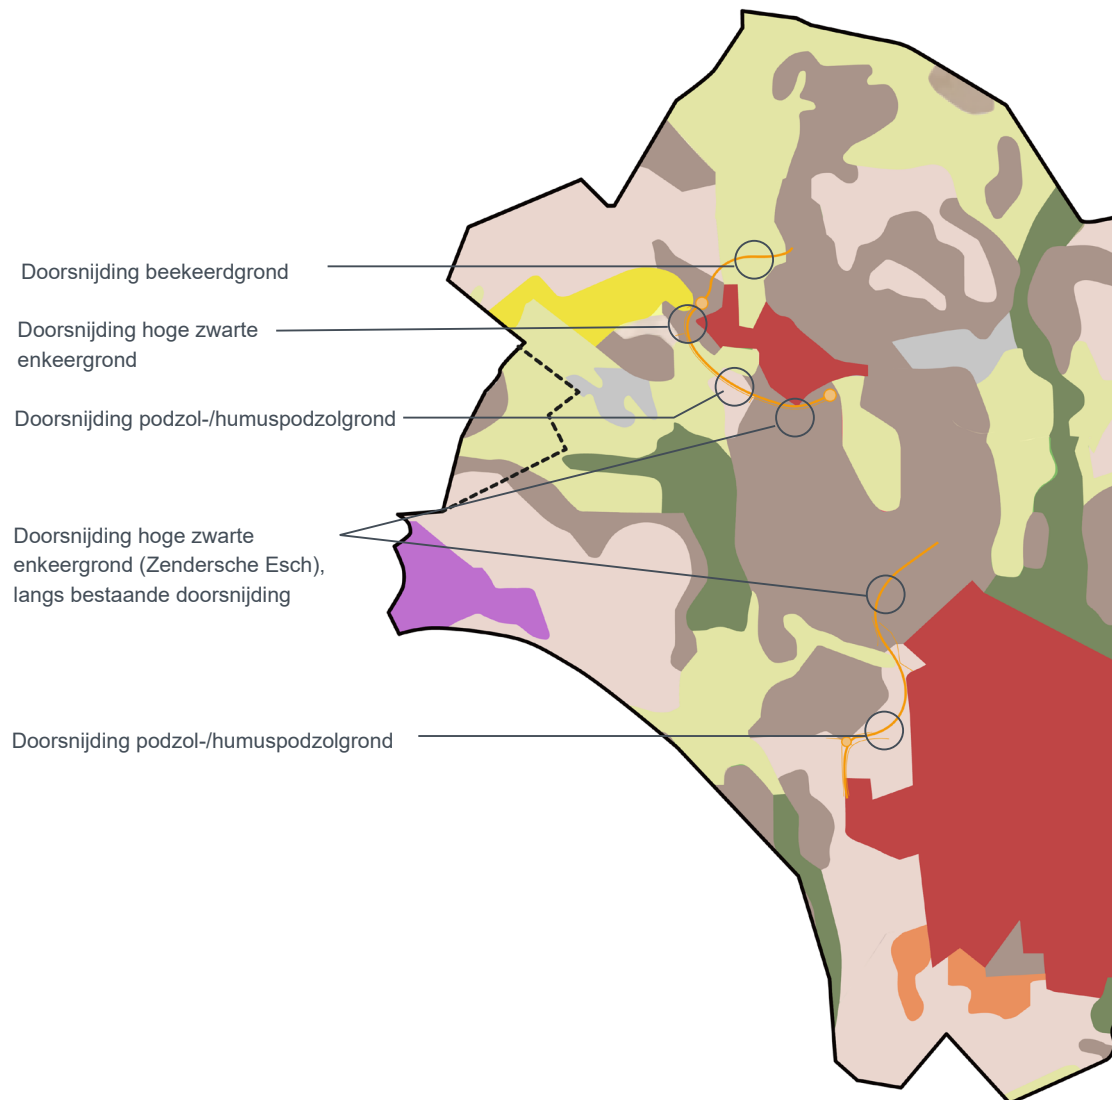 Doorsnijding beekeerdgrond
Doorsnijding hoge zwarte
enkeergrond
Doorsnijding podzol-/humuspodzolgrond
Doorsnijding hoge zwarte
enkeergrond (Zendersche Esch),
langs bestaande doorsnijding
Doorsnijding podzol-/humuspodzolgrond